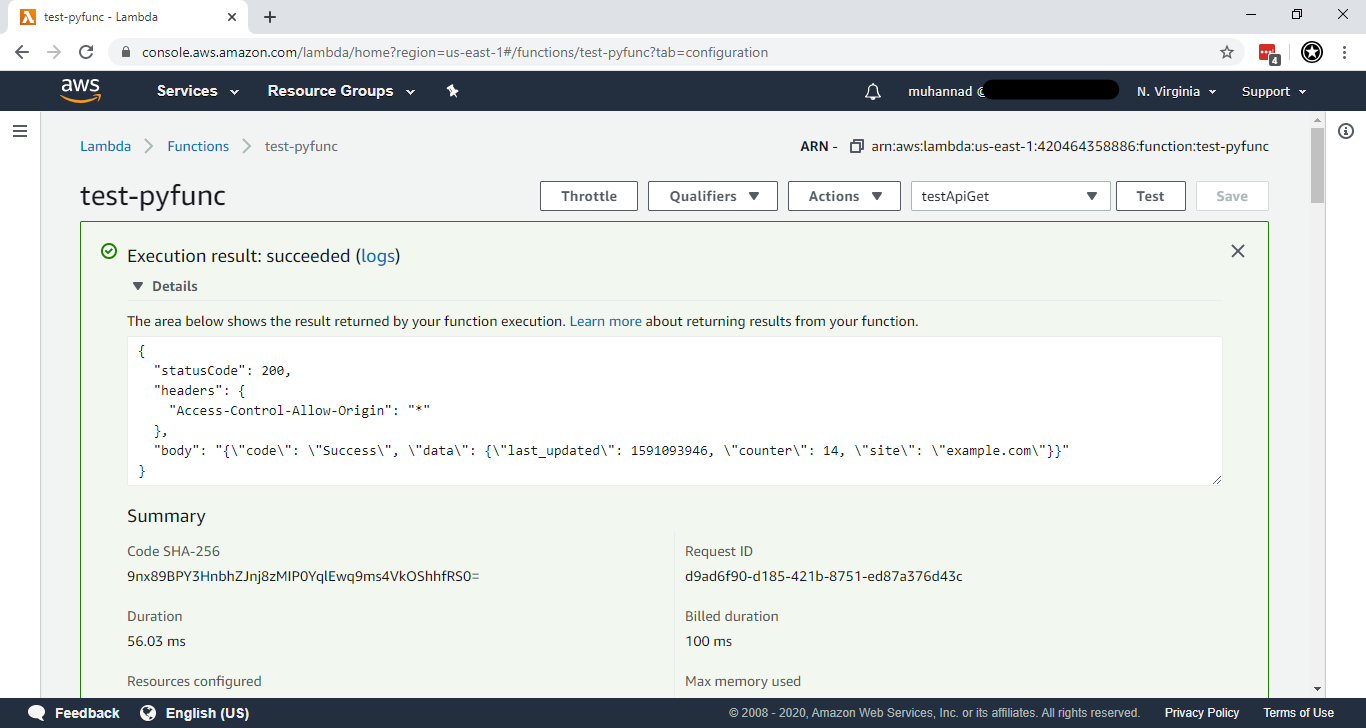 test-pyfunc - Lambda
console.aws.amazon.com/lambda/home?region=us-east-1#/functions/test-pyfunc?tab=configuration
4
aws Services Resource Groups muhannad @ N. Virginia Support
Lambda Functions test-pyfunc ARN - arn:aws:lambda:us-east-1:420464358886:function:test-pyfunc
test-pyfunc Throttle Qualifiers Actions testApiGet Test Save
Execution result: succeeded (logs)
Details
The area below shows the result returned by your function execution. Learn more about returning results from your function.
{
"statusCode": 200,
"headers": {
"Access-Control-Allow-Origin": "*"
},
"body": "{\"code\": \"Success\", \"data\": {\"last_updated\": 1591093946, \"counter\": 14, \"site\": \"example.com\"}}"
}
Summary
Code SHA-256 Request ID
9nx89BPY3HnbhZJnj8zMIP0YqlEwq9ms4VkOShhfRS0= d9ad6f90-d185-421b-8751-ed87a376d43c
Duration Billed duration
56.03 ms 100 ms
Resources configured Max memory used
Feedback English (US) © 2008 - 2020, Amazon Web Services, Inc. or its affiliates. All rights reserved. Privacy Policy Terms of Use